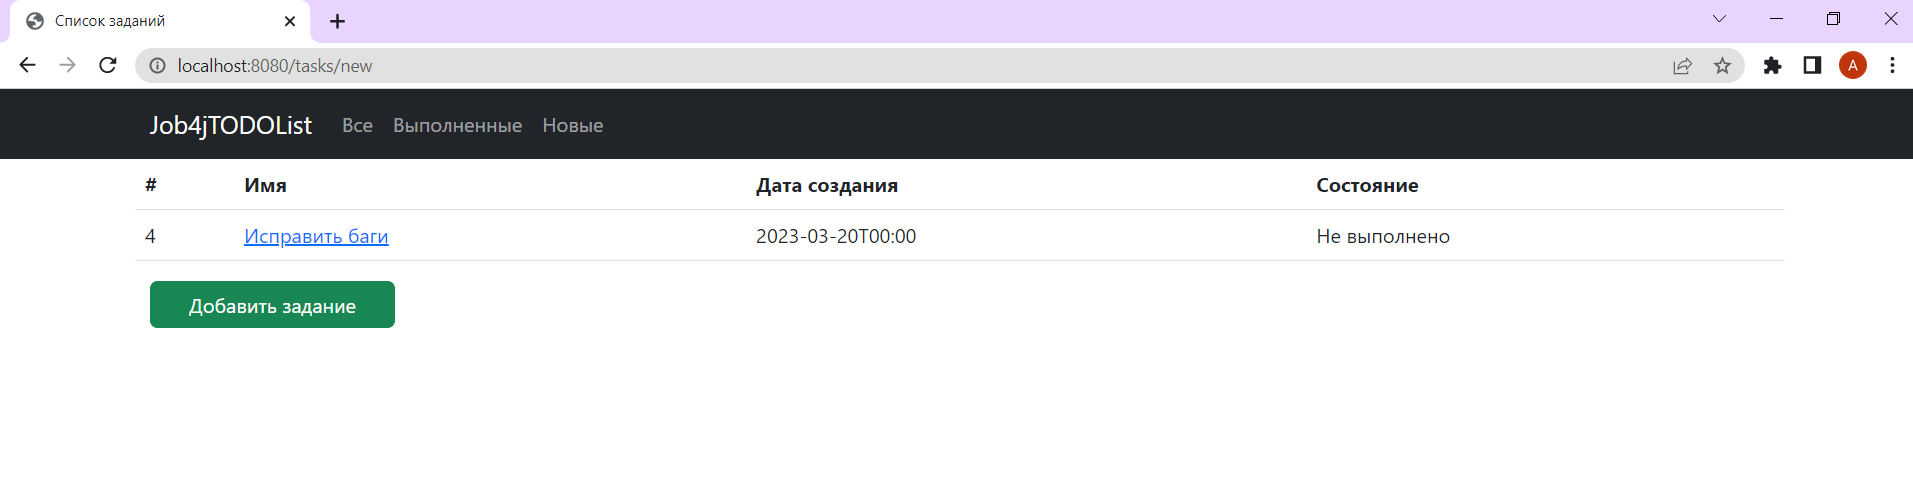 Список заданий
localhost:8080/tasks/new
A
Job4jTODOList Все Выполненные Новые
# Имя Дата создания Состояние
4 Исправить баги 2023-03-20T00:00 Не выполнено
Добавить задание